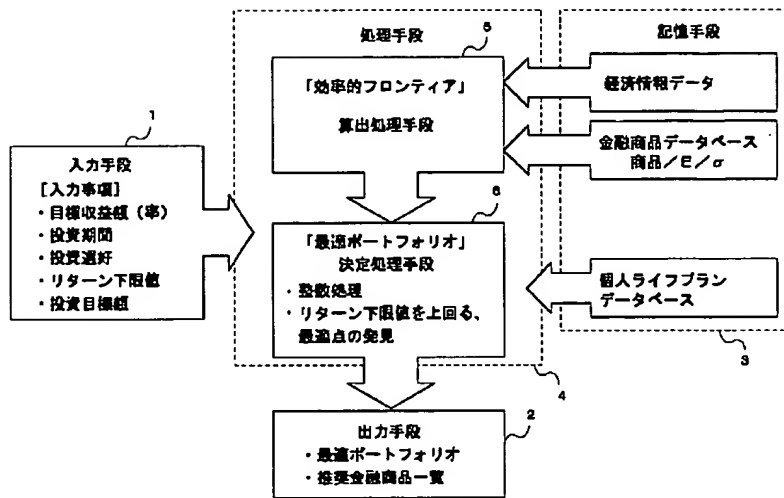 処理手段
5
「効率的フロンティア」
算出処理手段
記憶手段
経済情報データ
金融商品データベース
商品/E/σ
1
入力手段
[入力事項]
・目標収益額(率)
・投資期間
・投資選好
・リターン下限値
・投資目標額
6
「最適ポートフォリオ」
決定処理手段
・整数処理
・リターン下限値を上回る、
最適点の発見
個人ライフプラン
データベース
3
4
2
出力手段
・最適ポートフォリオ
・推奨金融商品一覧